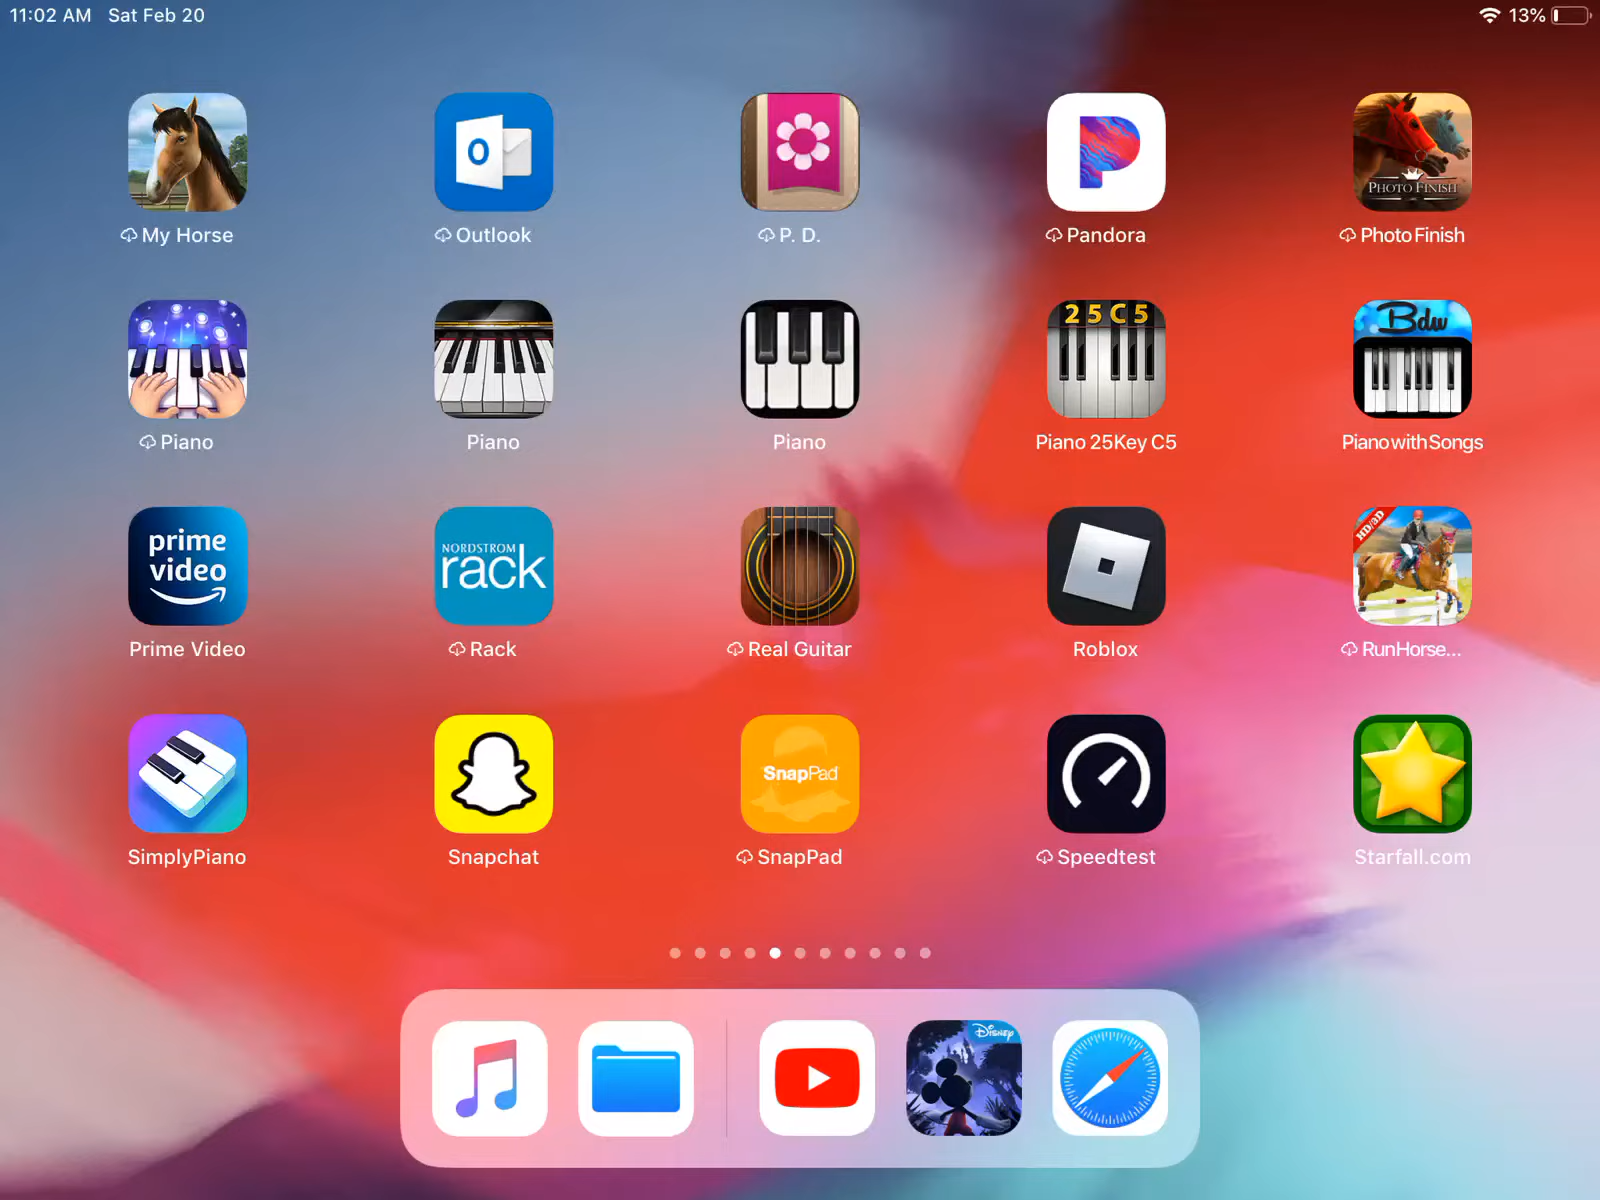 11:02 AM Sat Feb 20
13%
PHOTO FINISH
My Horse
Outlook
P. D.
Pandora
Photo Finish
25C5
Bdw
Piano
Piano
Piano
Piano 25Key C5
Piano with Songs
prime
video
NORDSTROM
rack
HD/3D
Prime Video
Rack
Real Guitar
Roblox
RunHorse...
SnapPad
SimplyPiano
Snapchat
SnapPad
Speedtest
Starfall.com
Disney